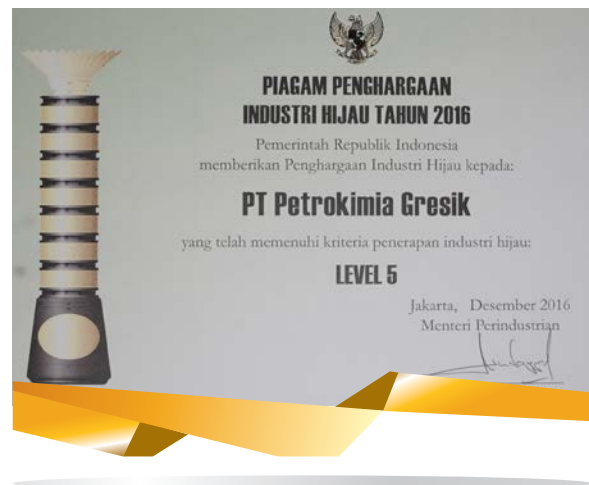 PIAGAM PENGHARGAAN
INDUSTRI HIJAU TAHUN 2016
Pemerintah Republik Indonesia
memberikan Penghargaan Industri Hijau kepada:
PT Petrokimia Gresik
yang telah memenuhi kriteria penerapan industri hijau:
LEVEL 5
Jakarta, Desember 2016
Menteri Perindustrian